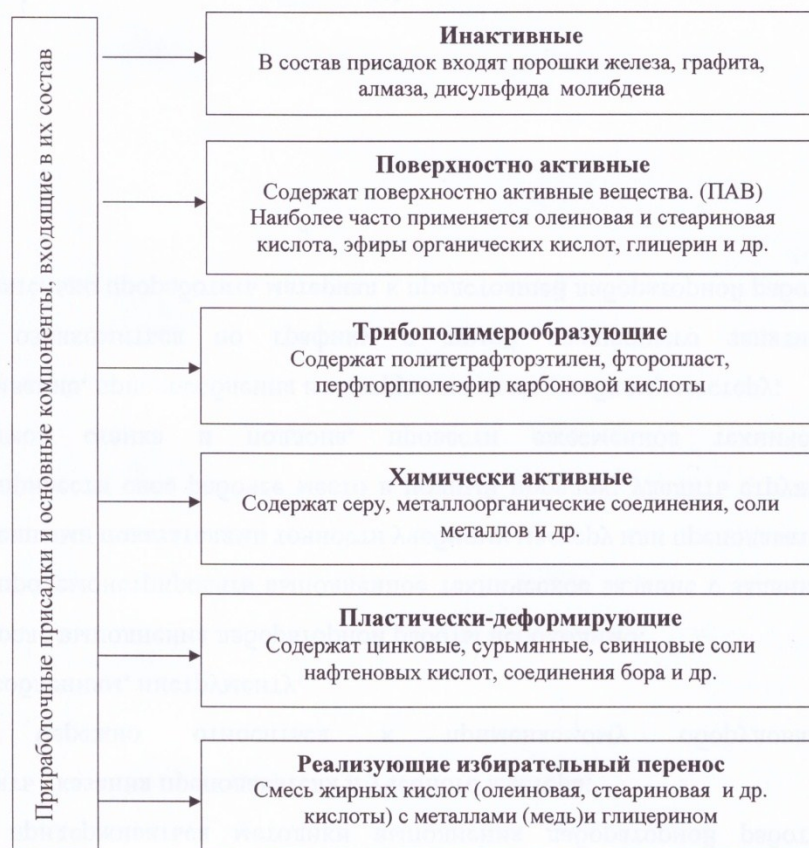 Приработочные присадки и основные компоненты, входящие в их состав
Инактивные
В состав присадок входят порошки железа, графита,
алмаза, дисульфида молибдена
Поверхностно активные
Содержат поверхностно активные вещества. (ПАВ)
Наиболее часто применяется олеиновая и стеариновая
кислота, эфиры органических кислот, глицерин и др.
Трибополимерообразующие
Содержат политетрафторэтилен, фторопласт,
перфторпполеэфир карбоновой кислоты
Химически активные
Содержат серу, металлоорганические соединения, соли
металлов и др.
Пластически-деформирующие
Содержат цинковые, сурьмянные, свинцовые соли
нафтеновых кислот, соединения бора и др.
Реализующие избирательный перенос
Смесь жирных кислот (олеиновая, стеариновая и др.
кислоты) с металлами (медь)и глицерином